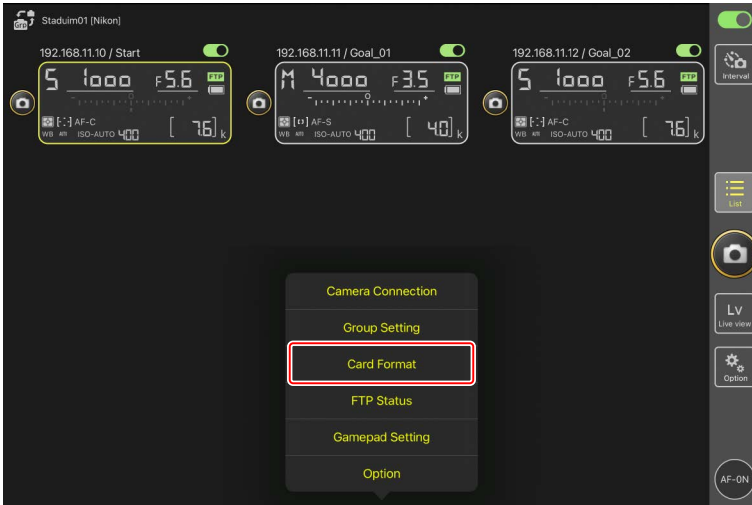 Grp Staduim01 [Nikon]
192.168.11.10 / Start
S 1000 F5.6 FTP
[ ] AF-C
WB ISO-AUTO 400 [ 7.6] k
192.168.11.11 / Goal_01
M 4000 F3.5 FTP
[ ] AF-S
WB ISO-AUTO 400 [ 4.0] k
192.168.11.12 / Goal_02
S 1000 F5.6 FTP
[ ] AF-C
WB ISO-AUTO 400 [ 7.6] k
Interval
List
Lv
Live view
Option
AF-ON
Camera Connection
Group Setting
Card Format
FTP Status
Gamepad Setting
Option